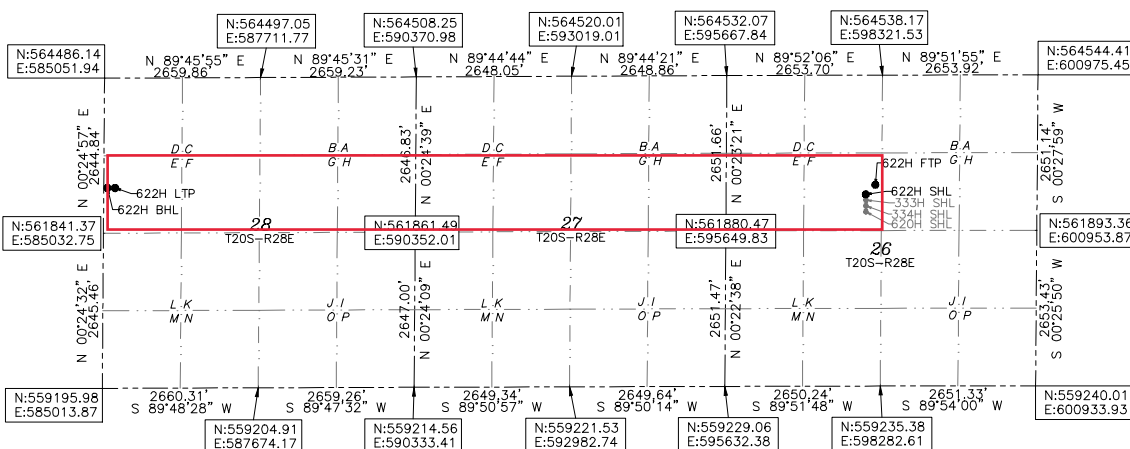 N:564486.14
E:585051.94
N:564497.05
E:587711.77
N:564508.25
E:590370.98
N:564520.01
E:593019.01
N:564532.07
E:595667.84
N:564538.17
E:598321.53
N:564544.41
E:600975.45
N 89°45'55" E
2659.86'
N 89°45'31" E
2659.23'
N 89°44'44" E
2648.05'
N 89°44'21" E
2648.86'
N 89°52'06" E
2653.70'
N 89°51'55" E
2653.92'
N 00°24'57" E
2644.84'
2646.83'
N 00°24'39" E
2651.66'
N 00°23'21" E
2651.14'
S 00°27'59" W
D C
E F
B A
G H
D C
E F
B A
G H
D C
E F
B A
G H
622H LTP
622H BHL
622H FTP
622H SHL
333H SHL
334H SHL
620H SHL
N:561841.37
E:585032.75
28
T20S-R28E
N:561861.49
E:590352.01
27
T20S-R28E
N:561880.47
E:595649.83
26
T20S-R28E
N:561893.36
E:600953.87
N 00°24'32" E
2645.46'
2647.00'
N 00°24'09" E
2651.47'
N 00°22'38" E
2653.43'
S 00°25'50" W
L K
M N
J I
O P
L K
M N
J I
O P
L K
M N
J I
O P
N:559195.98
E:585013.87
2660.31'
S 89°48'28" W
2659.26'
S 89°47'32" W
2649.34'
S 89°50'57" W
2649.64'
S 89°50'14" W
2650.24'
S 89°51'48" W
2651.33'
S 89°54'00" W
N:559240.01
E:600933.93
N:559204.91
E:587674.17
N:559214.56
E:590333.41
N:559221.53
E:592982.74
N:559229.06
E:595632.38
N:559235.38
E:598282.61